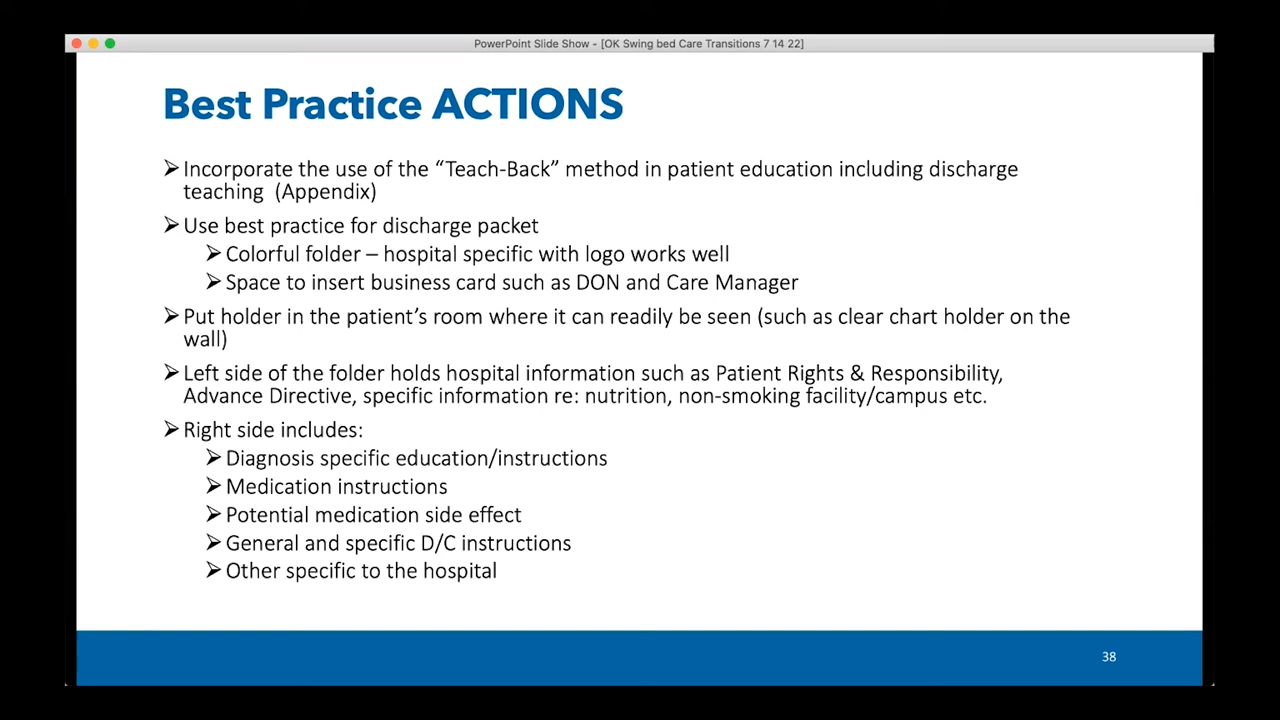 PowerPoint Slide Show - [OK Swing bed Care Transitions 7 14 22]
Best Practice ACTIONS
➢Incorporate the use of the “Teach-Back” method in patient education including discharge
teaching (Appendix)
➢Use best practice for discharge packet
➢Colorful folder – hospital specific with logo works well
➢Space to insert business card such as DON and Care Manager
➢Put holder in the patient’s room where it can readily be seen (such as clear chart holder on the
wall)
➢Left side of the folder holds hospital information such as Patient Rights & Responsibility,
Advance Directive, specific information re: nutrition, non-smoking facility/campus etc.
➢Right side includes:
➢Diagnosis specific education/instructions
➢Medication instructions
➢Potential medication side effect
➢General and specific D/C instructions
➢Other specific to the hospital
38